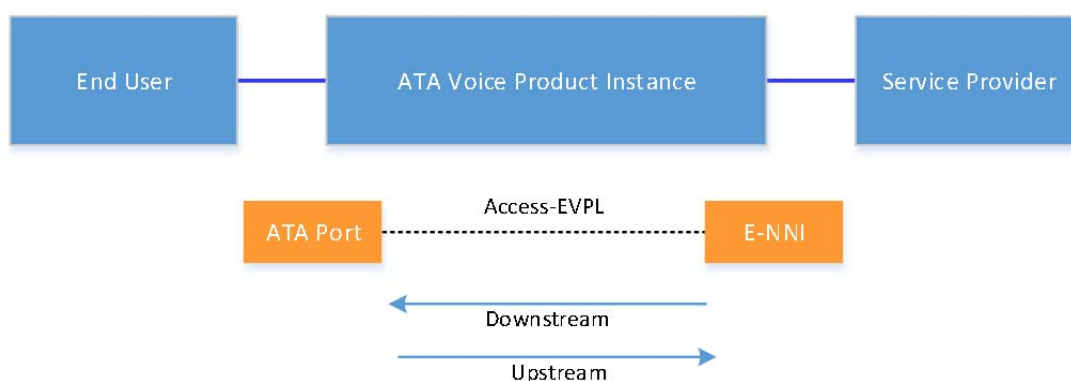 End User
ATA Voice Product Instance
Service Provider
Access-EVPL
ATA Port
E-NNI
Downstream
Upstream